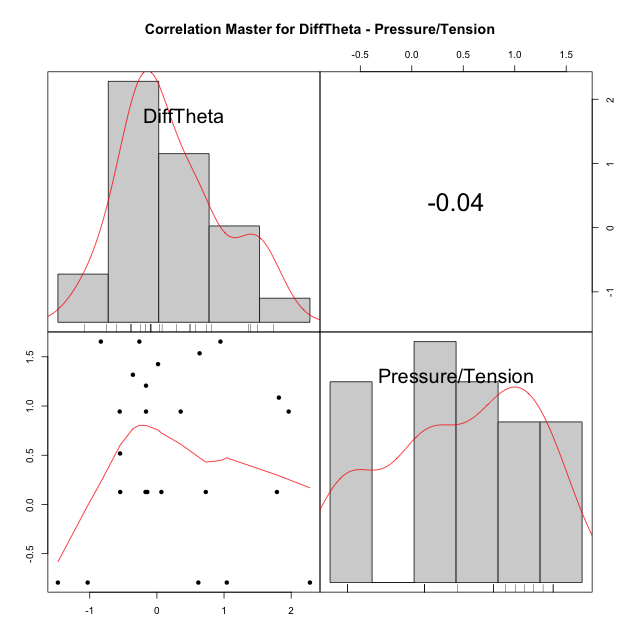 Correlation Master for DiffTheta - Pressure/Tension
-0.5 0.0 0.5 1.0 1.5
DiffTheta
-0.04
2
1
0
-1
Pressure/Tension
1.5
1.0
0.5
0.0
-0.5
-1 0 1 2